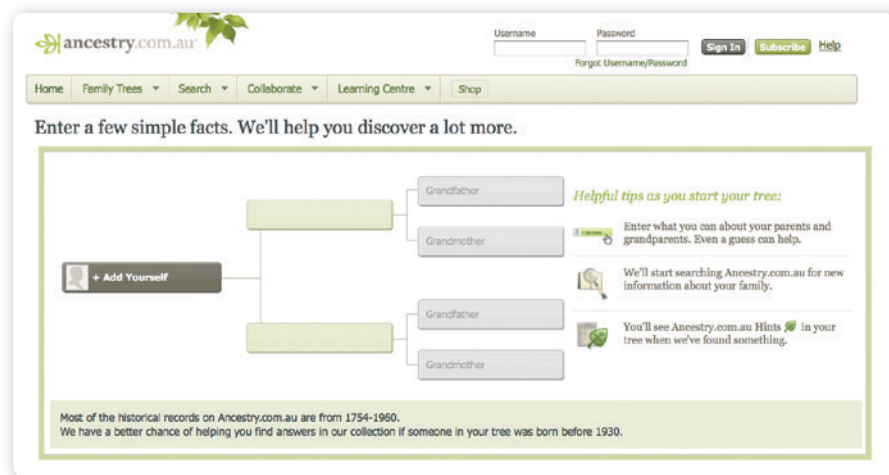 ancestry.com.au
Username
Password
Sign In
Subscribe
Help
Forgot Username/Password
Home
Family Trees
Search
Collaborate
Learning Centre
Shop
Enter a few simple facts. We'll help you discover a lot more.
+ Add Yourself
Grandfather
Grandmother
Grandfather
Grandmother
Helpful tips as you start your tree:
Enter what you can about your parents and
grandparents. Even a guess can help.
We'll start searching Ancestry.com.au for new
information about your family.
You'll see Ancestry.com.au Hints in your
tree when we've found something.
Most of the historical records on Ancestry.com.au are from 1754-1960.
We have a better chance of helping you find answers in our collection if someone in your tree was born before 1930.